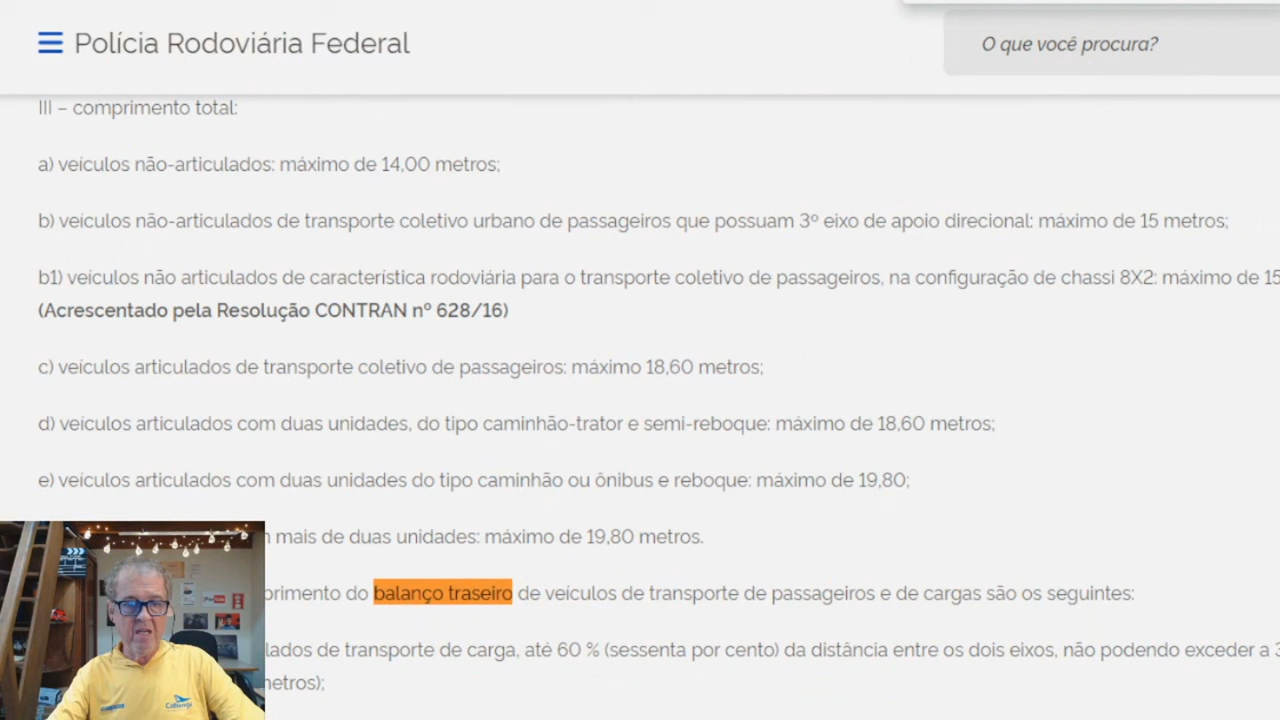 Polícia Rodoviária Federal
O que você procura?
III – comprimento total:
a) veículos não-articulados: máximo de 14,00 metros;
b) veículos não-articulados de transporte coletivo urbano de passageiros que possuam 3º eixo de apoio direcional: máximo de 15 metros;
b1) veículos não articulados de característica rodoviária para o transporte coletivo de passageiros, na configuração de chassi 8X2: máximo de 15
(Acrescentado pela Resolução CONTRAN nº 628/16)
c) veículos articulados de transporte coletivo de passageiros: máximo 18,60 metros;
d) veículos articulados com duas unidades, do tipo caminhão-trator e semi-reboque: máximo de 18,60 metros;
e) veículos articulados com duas unidades do tipo caminhão ou ônibus e reboque: máximo de 19,80;
mais de duas unidades: máximo de 19,80 metros.
primento do balanço traseiro de veículos de transporte de passageiros e de cargas são os seguintes:
lados de transporte de carga, até 60 % (sessenta por cento) da distância entre os dois eixos, não podendo exceder a 3
metros);